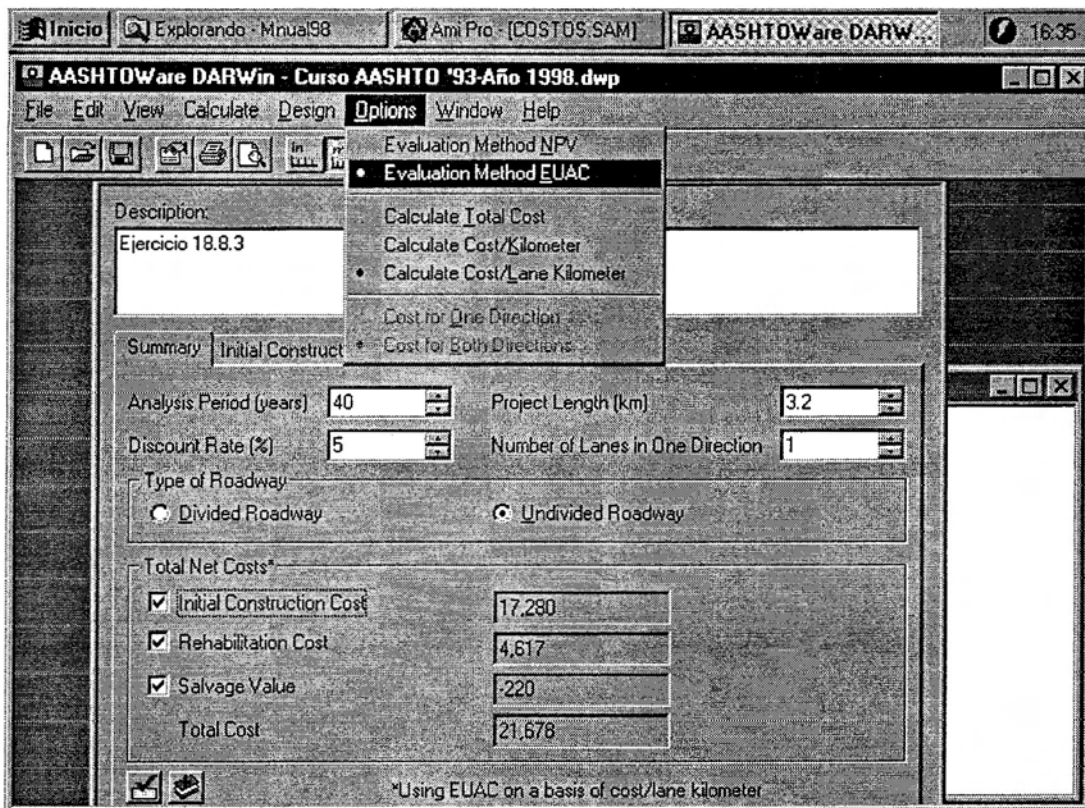 Inicio Explorando - Mnual98 Ami Pro - [COSTOS.SAM] AASHTOWare DARW... 16:35
AASHTOWare DARWin - Curso AASHTO '93-Año 1998.dwp
File Edit View Calculate Design Options Window Help
in
Evaluation Method NPV
Evaluation Method EUAC
Calculate Total Cost
Calculate Cost/Kilometer
Calculate Cost/Lane Kilometer
Cost for One Direction
Cost for Both Directions
Description:
Ejercicio 18.8.3
Summary Initial Construct
Analysis Period (years) 40 Project Length (km) 3.2
Discount Rate (%) 5 Number of Lanes in One Direction 1
Type of Roadway
Divided Roadway Undivided Roadway
Total Net Costs*
Initial Construction Cost 17,280
Rehabilitation Cost 4,617
Salvage Value -220
Total Cost 21,678
*Using EUAC on a basis of cost/lane kilometer